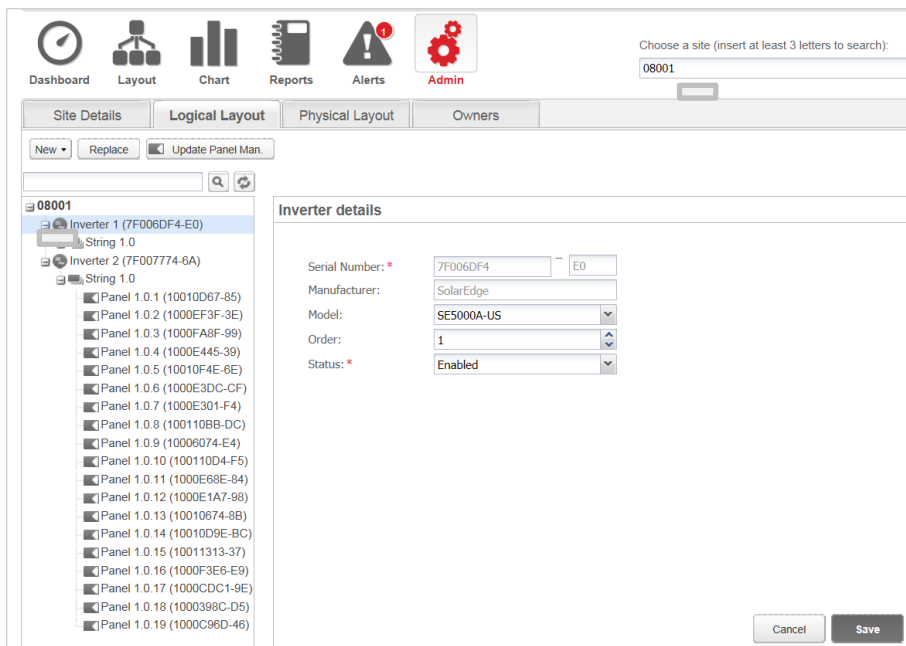 1
Dashboard Layout Chart Reports Alerts Admin
Choose a site (insert at least 3 letters to search):
08001
Site Details Logical Layout Physical Layout Owners
New Replace Update Panel Man.
08001
Inverter 1 (7F006DF4-E0)
String 1.0
Inverter 2 (7F007774-6A)
String 1.0
Panel 1.0.1 (10010D67-85)
Panel 1.0.2 (1000EF3F-3E)
Panel 1.0.3 (1000FA8F-99)
Panel 1.0.4 (1000E445-39)
Panel 1.0.5 (10010F4E-6E)
Panel 1.0.6 (1000E3DC-CF)
Panel 1.0.7 (1000E301-F4)
Panel 1.0.8 (100110BB-DC)
Panel 1.0.9 (10006074-E4)
Panel 1.0.10 (100110D4-F5)
Panel 1.0.11 (1000E68E-84)
Panel 1.0.12 (1000E1A7-98)
Panel 1.0.13 (10010674-8B)
Panel 1.0.14 (10010D9E-BC)
Panel 1.0.15 (10011313-37)
Panel 1.0.16 (1000F3E6-E9)
Panel 1.0.17 (1000CDC1-9E)
Panel 1.0.18 (1000398C-D5)
Panel 1.0.19 (1000C96D-46)
Inverter details
Serial Number: * 7F006DF4 – E0
Manufacturer: SolarEdge
Model: SE5000A-US
Order: 1
Status: * Enabled
Cancel Save